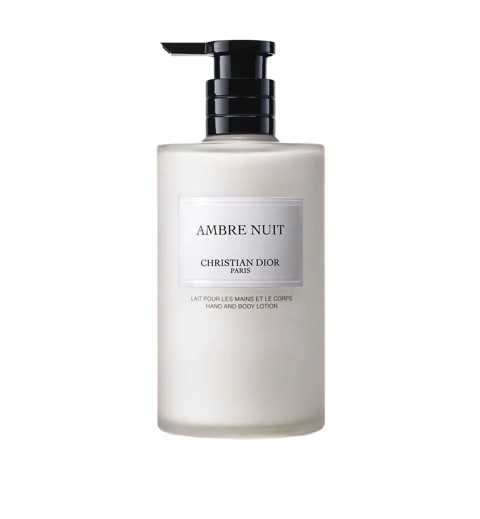 AMBRE NUIT
CHRISTIAN DIOR
PARIS
LAIT POUR LES MAINS ET LE CORPS
HAND AND BODY LOTION